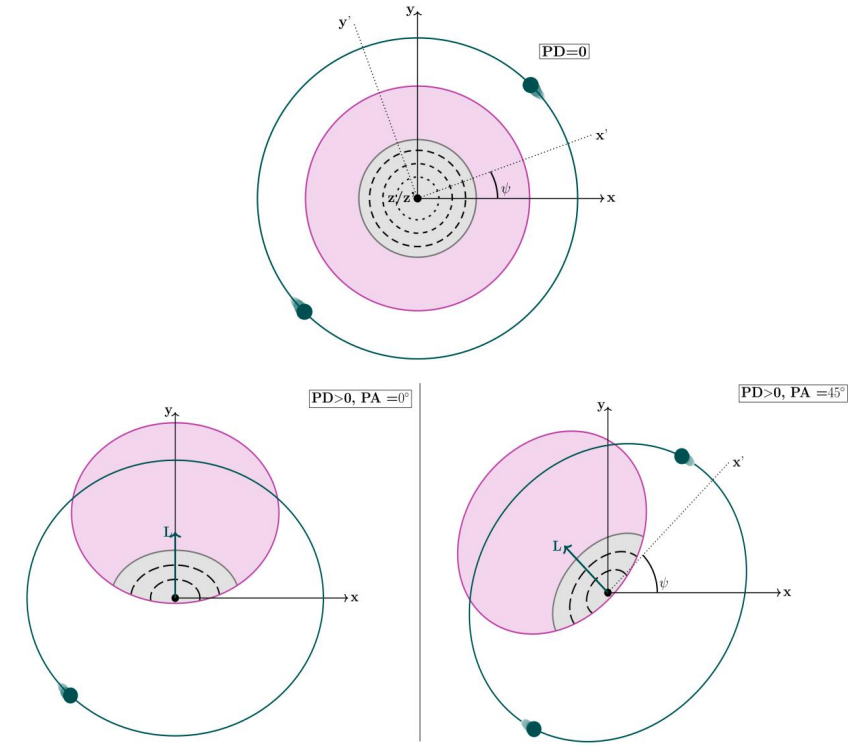 y
y'
PD=0
x'
ψ
z'/z
x
PD>0, PA =0°
y
L
x
PD>0, PA =45°
y
x'
L
ψ
x